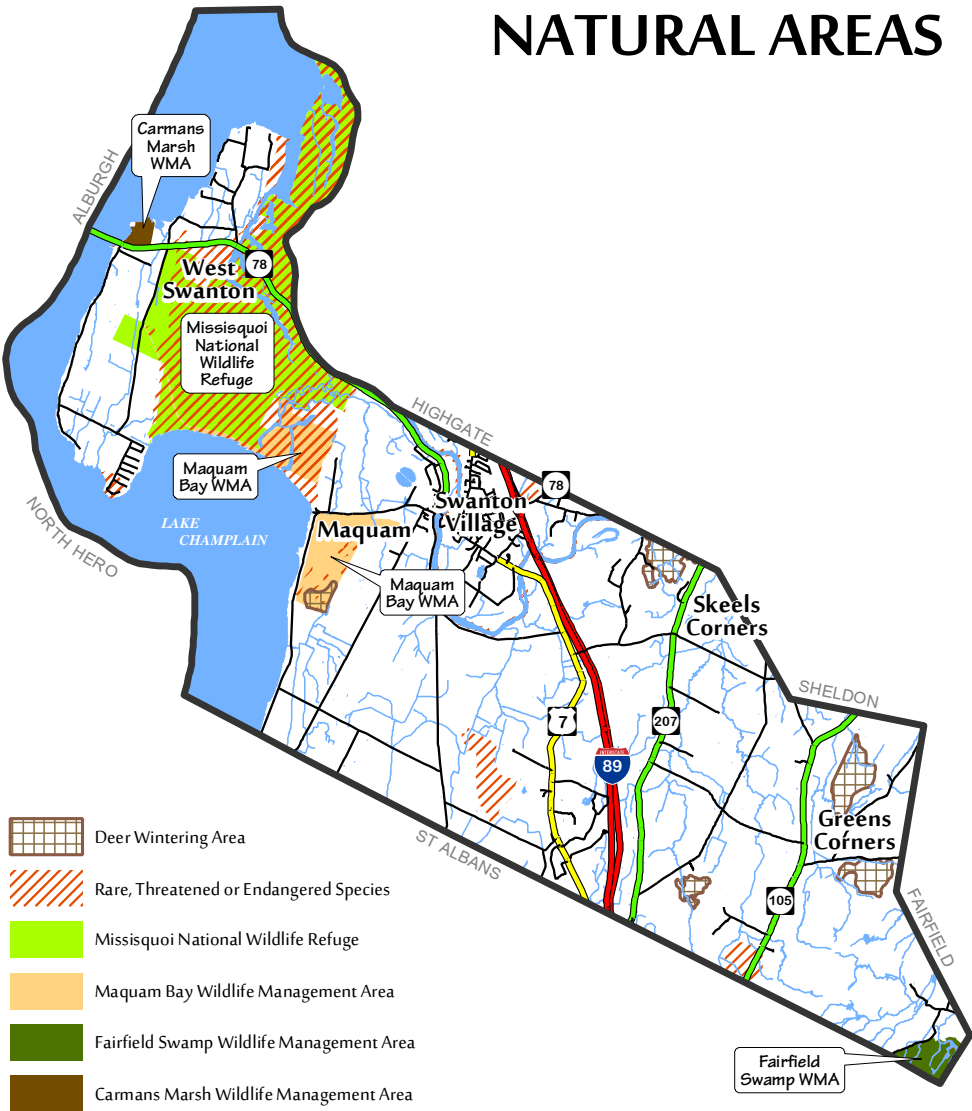 NATURAL AREAS
Carmans
Marsh
WMA
ALBURGH
78
West
Swanton
Missisquoi
National
Wildlife
Refuge
HIGHGATE
Maquam
Bay WMA
78
Swanton
Village
NORTH HERO
LAKE
CHAMPLAIN
Maquam
Maquam
Bay WMA
Skeels
Corners
SHELDON
7
207
INTERSTATE
89
Greens
Corners
ST ALBANS
105
FAIRFIELD
Fairfield
Swamp WMA
Deer Wintering Area
Rare, Threatened or Endangered Species
Missiquoi National Wildlife Refuge
Maquam Bay Wildlife Management Area
Fairfield Swamp Wildlife Management Area
Carmans Marsh Wildlife Management Area